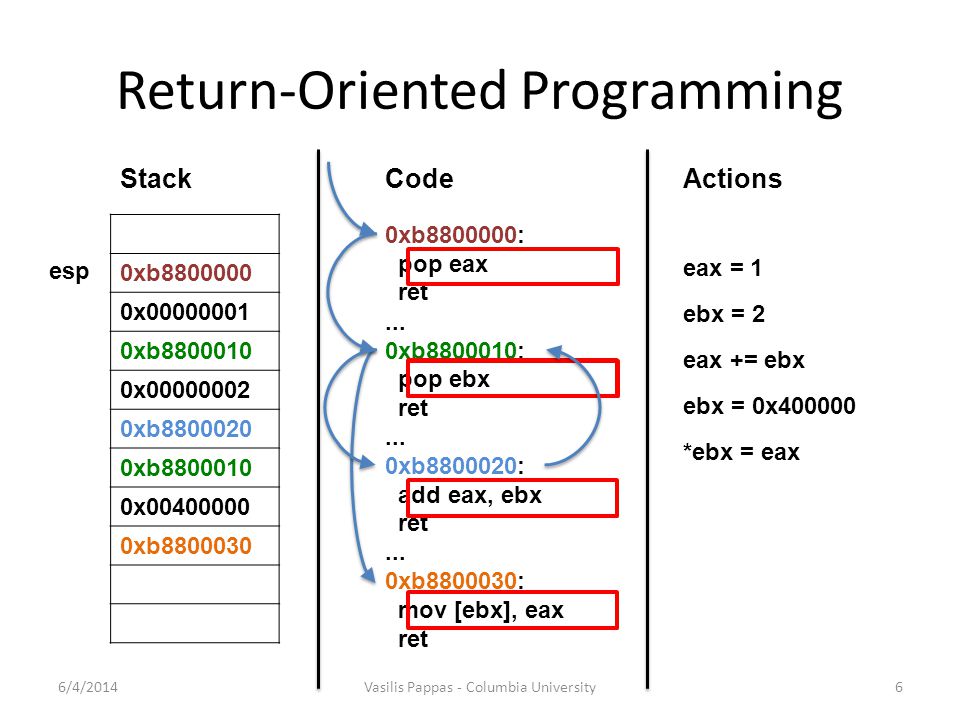 Return-Oriented Programming
Stack
esp
0xb8800000
0x00000001
0xb8800010
0x00000002
0xb8800020
0xb8800010
0x00400000
0xb8800030
Code
0xb8800000:
pop eax
ret
...
0xb8800010:
pop ebx
ret
...
0xb8800020:
add eax, ebx
ret
...
0xb8800030:
mov [ebx], eax
ret
Actions
eax = 1
ebx = 2
eax += ebx
ebx = 0x400000
*ebx = eax
6/4/2014
Vasilis Pappas - Columbia University
6